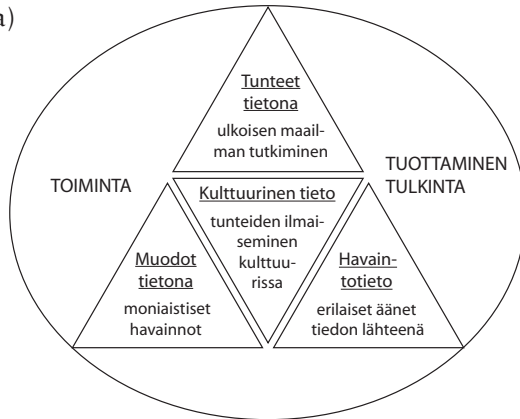 a)
Tunteet
tietona
ulkoisen maail-
man tutkiminen
TOIMINTA
TUOTTAMINEN
TULKINTA
Kulttuurinen tieto
tunteiden ilmai-
seminen
kulttuu-
rissa
Muodot
tietona
moniaistiset
havainnot
Havain-
totieto
erilaiset äänet
tiedon lähteenä